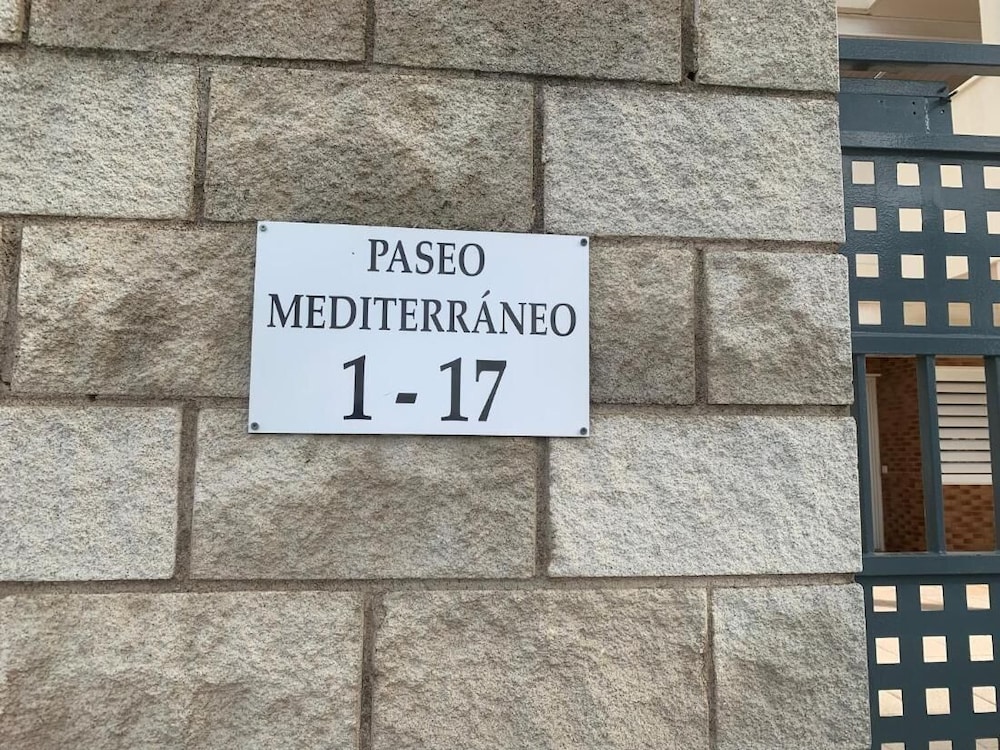 PASEO
MEDITERRÁNEO
1 - 17